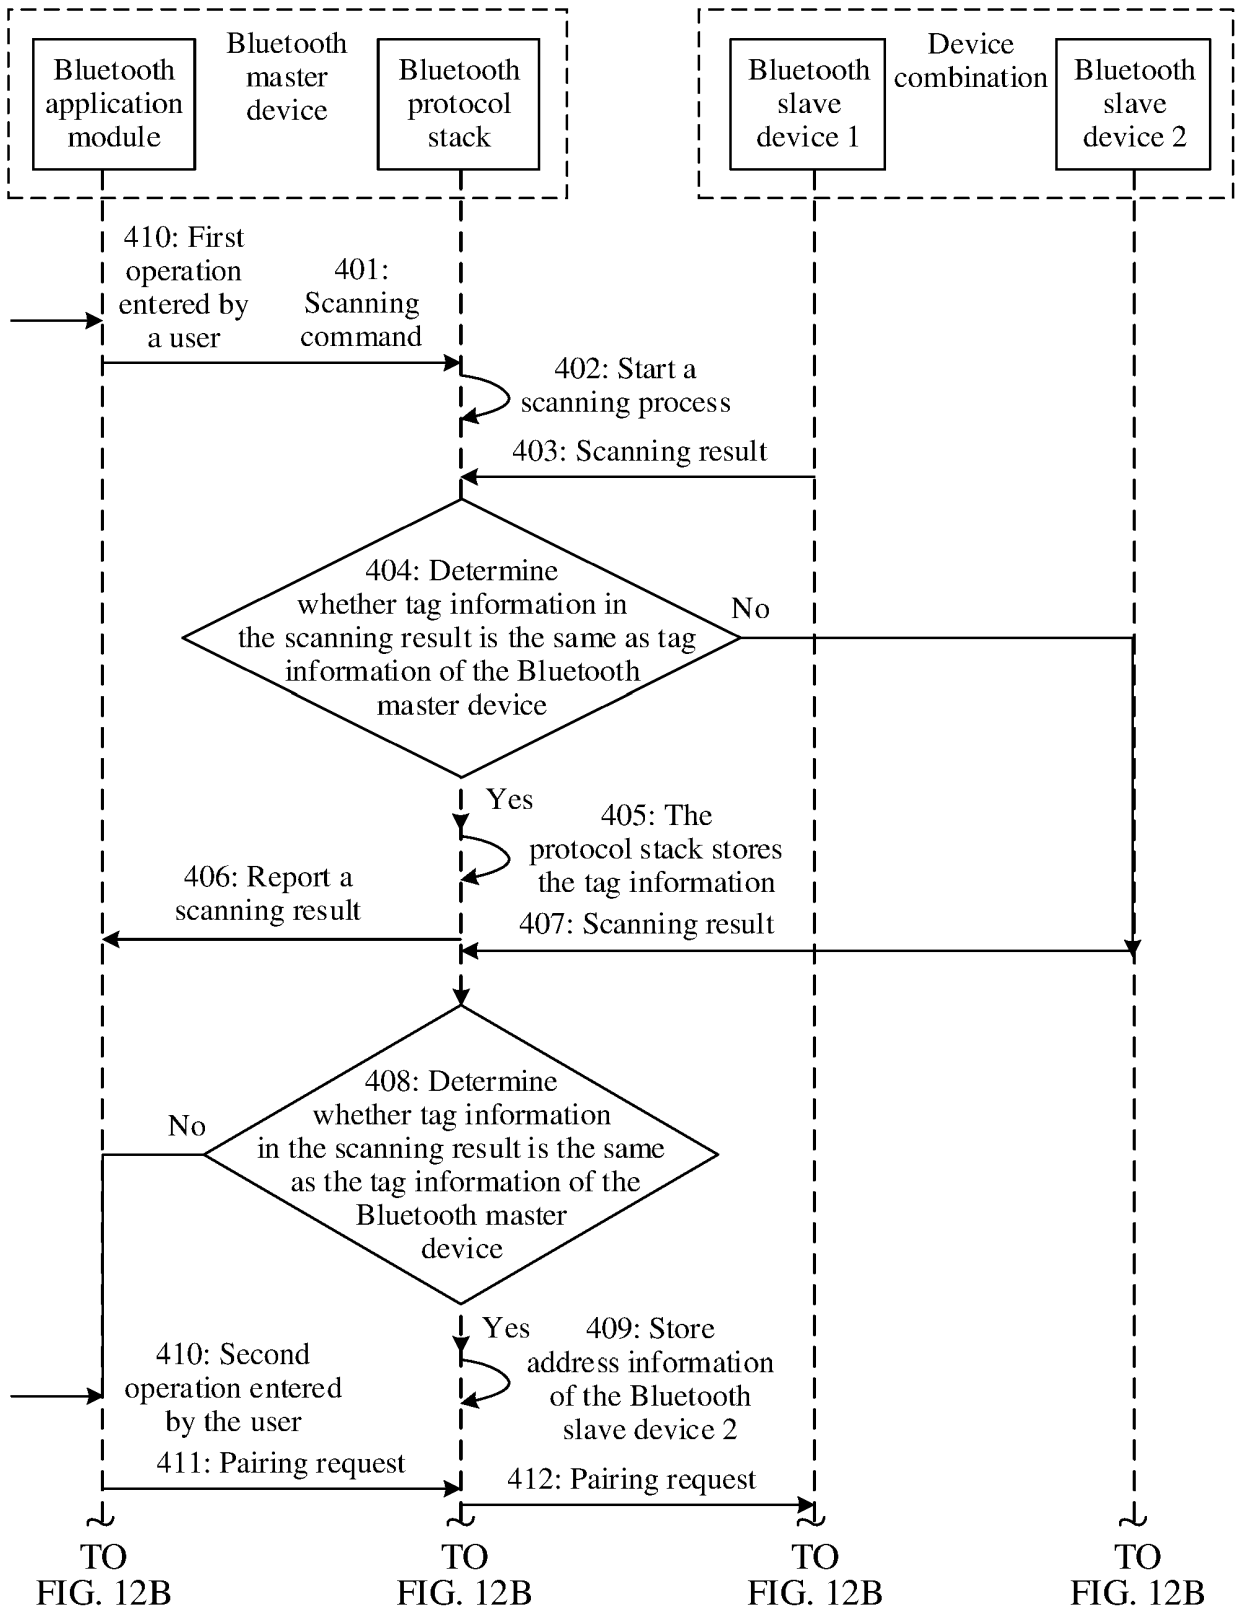 Bluetooth
application
module
Bluetooth
master
device
Bluetooth
protocol
stack
Bluetooth
slave
device 1
Device
combination
Bluetooth
slave
device 2
410: First
operation
entered by
a user
401:
Scanning
command
402: Start a
scanning process
403: Scanning result
404: Determine
whether tag information in
the scanning result is the same as tag
information of the Bluetooth
master device
No
Yes
405: The
protocol stack stores
the tag information
406: Report a
scanning result
407: Scanning result
408: Determine
whether tag information
in the scanning result is the same
as the tag information of the
Bluetooth master
device
No
Yes
409: Store
address information
of the Bluetooth
slave device 2
410: Second
operation entered
by the user
411: Pairing request
412: Pairing request
TO
FIG. 12B
TO
FIG. 12B
TO
FIG. 12B
TO
FIG. 12B